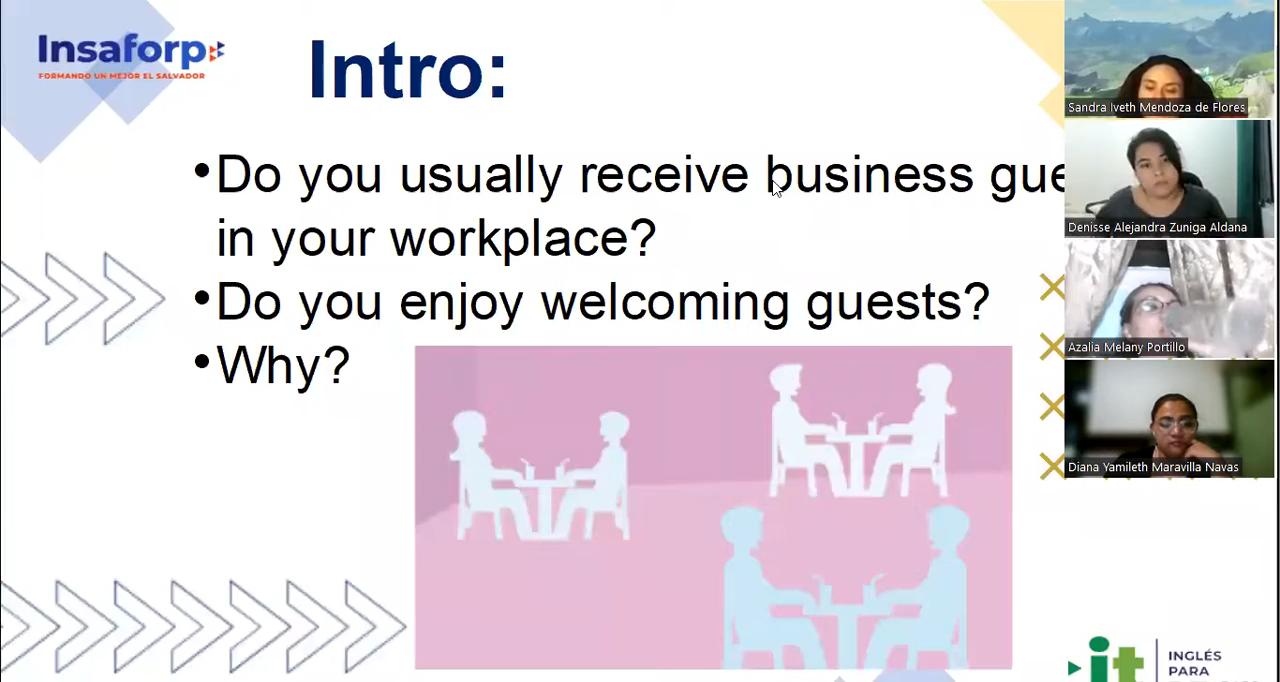 Insaforp
FORMANDO UN MEJOR EL SALVADOR
Intro:
•Do you usually receive business gue
in your workplace?
•Do you enjoy welcoming guests?
•Why?
Sandra Iveth Mendoza de Flores
Denisse Alejandra Zuniga Aldana
Azalia Melany Portillo
Diana Yamileth Maravilla Navas
it
INGLÉS
PARA